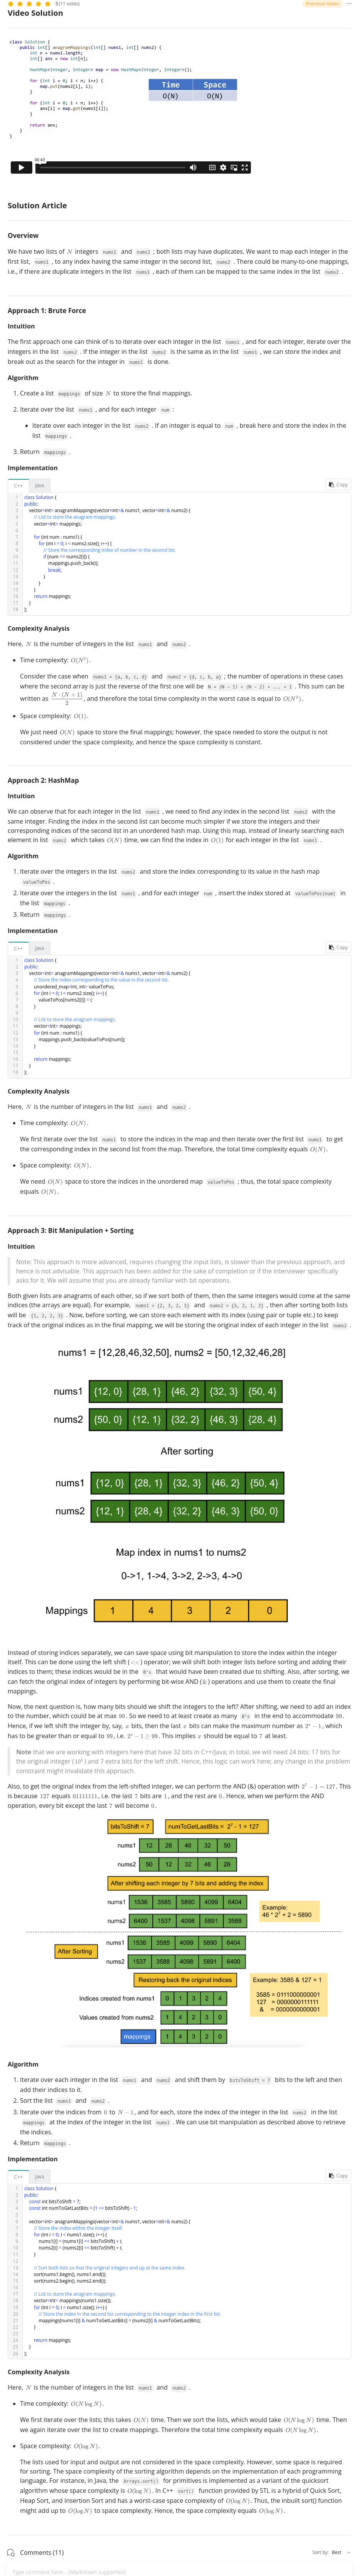 5 (11 votes)
Premium Video
Video Solution
class Solution {
public int[] anagramMappings(int[] nums1, int[] nums2) {
int n = nums1.length;
int[] ans = new int[n];
HashMap<Integer, Integer> map = new HashMap<Integer, Integer>();
for (int i = 0; i < n; i++) {
map.put(nums2[i], i);
}
for (int i = 0; i < n; i++) {
ans[i] = map.get(nums1[i]);
}
return ans;
}
}
Time Space
O(N) O(N)
Solution Article
Overview
We have two lists of N integers nums1 and nums2 ; both lists may have duplicates. We want to map each integer in the
first list, nums1 , to any index having the same integer in the second list, nums2 . There could be many-to-one mappings,
i.e., if there are duplicate integers in the list nums1 , each of them can be mapped to the same index in the list nums2 .
Approach 1: Brute Force
Intuition
The first approach one can think of is to iterate over each integer in the list nums1 , and for each integer, iterate over the
integers in the list nums2 . If the integer in the list nums2 is the same as in the list nums1 , we can store the index and
break out as the search for the integer in nums1 is done.
Algorithm
1. Create a list mappings of size N to store the final mappings.
2. Iterate over the list nums1 , and for each integer num :
• Iterate over each integer in the list nums2 . If an integer is equal to num , break here and store the index in the
list mappings .
3. Return mappings .
Implementation
C++ Java Copy
1 class Solution {
2 public:
3 vector<int> anagramMappings(vector<int>& nums1, vector<int>& nums2) {
4 // List to store the anagram mappings.
5 vector<int> mappings;
6
7 for (int num : nums1) {
8 for (int i = 0; i < nums2.size(); i++) {
9 // Store the corresponding index of number in the second list.
10 if (num == nums2[i]) {
11 mappings.push_back(i);
12 break;
13 }
14 }
15 }
16 return mappings;
17 }
18 };
Complexity Analysis
Here, N is the number of integers in the list nums1 and nums2 .
• Time complexity: O(N²).
Consider the case when nums1 = {a, b, c, d} and nums2 = {d, c, b, a} ; the number of operations in these cases
where the second array is just the reverse of the first one will be N + (N − 1) + (N − 2) + ... + 1 . This sum can be
written as N · (N + 1) / 2 , and therefore the total time complexity in the worst case is equal to O(N²).
• Space complexity: O(1).
We just need O(N) space to store the final mappings; however, the space needed to store the output is not
considered under the space complexity, and hence the space complexity is constant.
Approach 2: HashMap
Intuition
We can observe that for each integer in the list nums1 , we need to find any index in the second list nums2 with the
same integer. Finding the index in the second list can become much simpler if we store the integers and their
corresponding indices of the second list in an unordered hash map. Using this map, instead of linearly searching each
element in list nums2 which takes O(N) time, we can find the index in O(1) for each integer in the list nums1 .
Algorithm
1. Iterate over the integers in the list nums2 and store the index corresponding to its value in the hash map
valueToPos .
2. Iterate over the integers in the list nums1 , and for each integer num , insert the index stored at valueToPos[num] in
the list mappings .
3. Return mappings .
Implementation
C++ Java Copy
1 class Solution {
2 public:
3 vector<int> anagramMappings(vector<int>& nums1, vector<int>& nums2) {
4 // Store the index corresponding to the value in the second list.
5 unordered_map<int, int> valueToPos;
6 for (int i = 0; i < nums2.size(); i++) {
7 valueToPos[nums2[i]] = i;
8 }
9
10 // List to store the anagram mappings.
11 vector<int> mappings;
12 for (int num : nums1) {
13 mappings.push_back(valueToPos[num]);
14 }
15
16 return mappings;
17 }
18 };
Complexity Analysis
Here, N is the number of integers in the list nums1 and nums2 .
• Time complexity: O(N).
We first iterate over the list nums1 to store the indices in the map and then iterate over the first list nums1 to get
the corresponding index in the second list from the map. Therefore, the total time complexity equals O(N).
• Space complexity: O(N).
We need O(N) space to store the indices in the unordered map valueToPos ; thus, the total space complexity
equals O(N).
Approach 3: Bit Manipulation + Sorting
Intuition
Note: This approach is more advanced, requires changing the input lists, is slower than the previous approach, and
hence is not advisable. This approach has been added for the sake of completion or if the interviewer specifically
asks for it. We will assume that you are already familiar with bit operations.
Both given lists are anagrams of each other, so if we sort both of them, then the same integers would come at the same
indices (the arrays are equal). For example, nums1 = {2, 3, 2, 1} and nums2 = {3, 2, 1, 2} , then after sorting both lists
will be {1, 2, 2, 3} . Now, before sorting, we can store each element with its index (using pair or tuple etc.) to keep
track of the original indices as in the final mapping, we will be storing the original index of each integer in the list nums2 .
nums1 = [12,28,46,32,50], nums2 = [50,12,32,46,28]
nums1 {12, 0} {28, 1} {46, 2} {32, 3} {50, 4}
nums2 {50, 0} {12, 1} {32, 2} {46, 3} {28, 4}
After sorting
nums1 {12, 0} {28, 1} {32, 3} {46, 2} {50, 4}
nums2 {12, 1} {28, 4} {32, 2} {46, 3} {50, 0}
Map index in nums1 to nums2
0->1, 1->4, 3->2, 2->3, 4->0
Mappings 1 4 3 2 0
Instead of storing indices separately, we can save space using bit manipulation to store the index within the integer
itself. This can be done using the left shift (<<) operator; we will shift both integer lists before sorting and adding their
indices to them; these indices would be in the 0's that would have been created due to shifting. Also, after sorting, we
can fetch the original index of integers by performing bit-wise AND (&) operations and use them to create the final
mappings.
Now, the next question is, how many bits should we shift the integers to the left? After shifting, we need to add an index
to the number, which could be at max 99. So we need to at least create as many 0's in the end to accommodate 99.
Hence, if we left shift the integer by, say, x bits, then the last x bits can make the maximum number as 2ˣ − 1, which
has to be greater than or equal to 99, i.e. 2ˣ − 1 ≥ 99. This implies x should be equal to 7 at least.
Note that we are working with integers here that have 32 bits in C++/Java; in total, we will need 24 bits: 17 bits for
the original integer (10⁵) and 7 extra bits for the left shift. Hence, this logic can work here; any change in the problem
constraint might invalidate this approach.
Also, to get the original index from the left-shifted integer, we can perform the AND (&) operation with 2⁷ − 1 = 127. This
is because 127 equals 01111111, i.e. the last 7 bits are 1, and the rest are 0. Hence, when we perform the AND
operation, every bit except the last 7 will become 0.
bitsToShift = 7 numToGetLastBits = 2⁷ - 1 = 127
nums1 12 28 46 32 50
nums2 50 12 32 46 28
After shifting each integer by 7 bits and adding the index
nums1 1536 3585 5890 4099 6404
nums2 6400 1537 4098 5891 3588
Example:
46 * 2⁷ + 2 = 5890
After Sorting
nums1 1536 3585 4099 5890 6404
nums2 1537 3588 4098 5891 6400
Restoring back the original indices
Indices created from nums1 0 1 3 2 4
Values created from nums2 1 4 2 3 0
mappings 1 4 3 2 0
Example: 3585 & 127 = 1
3585 = 0111000000001
127 = 0000001111111
& = 0000000000001
Algorithm
1. Iterate over each integer in the list nums1 and nums2 and shift them by bitsToShift = 7 bits to the left and then
add their indices to it.
2. Sort the list nums1 and nums2 .
3. Iterate over the indices from 0 to N − 1, and for each, store the index of the integer in the list nums2 in the list
mappings at the index of the integer in the list nums1 . We can use bit manipulation as described above to retrieve
the indices.
4. Return mappings .
Implementation
C++ Java Copy
1 class Solution {
2 public:
3 const int bitsToShift = 7;
4 const int numToGetLastBits = (1 << bitsToShift) - 1;
5
6 vector<int> anagramMappings(vector<int>& nums1, vector<int>& nums2) {
7 // Store the index within the integer itself.
8 for (int i = 0; i < nums1.size(); i++) {
9 nums1[i] = (nums1[i] << bitsToShift) + i;
10 nums2[i] = (nums2[i] << bitsToShift) + i;
11 }
12
13 // Sort both lists so that the original integers end up at the same index.
14 sort(nums1.begin(), nums1.end());
15 sort(nums2.begin(), nums2.end());
16
17 // List to store the anagram mappings.
18 vector<int> mappings(nums1.size());
19 for (int i = 0; i < nums1.size(); i++) {
20 // Store the index in the second list corresponding to the integer index in the first list.
21 mappings[nums1[i] & numToGetLastBits] = (nums2[i] & numToGetLastBits);
22 }
23
24 return mappings;
25 }
26 };
Complexity Analysis
Here, N is the number of integers in the list nums1 and nums2 .
• Time complexity: O(N log N).
We first iterate over the lists; this takes O(N) time. Then we sort the lists, which would take O(N log N) time. Then
we again iterate over the list to create mappings. Therefore the total time complexity equals O(N log N).
• Space complexity: O(log N).
The lists used for input and output are not considered in the space complexity. However, some space is required
for sorting. The space complexity of the sorting algorithm depends on the implementation of each programming
language. For instance, in Java, the Arrays.sort() for primitives is implemented as a variant of the quicksort
algorithm whose space complexity is O(log N). In C++ sort() function provided by STL is a hybrid of Quick Sort,
Heap Sort, and Insertion Sort and has a worst-case space complexity of O(log N). Thus, the inbuilt sort() function
might add up to O(log N) to space complexity. Hence, the space complexity equals O(log N).
Comments (11)
Sort by: Best
Type comment here... (Markdown supported)